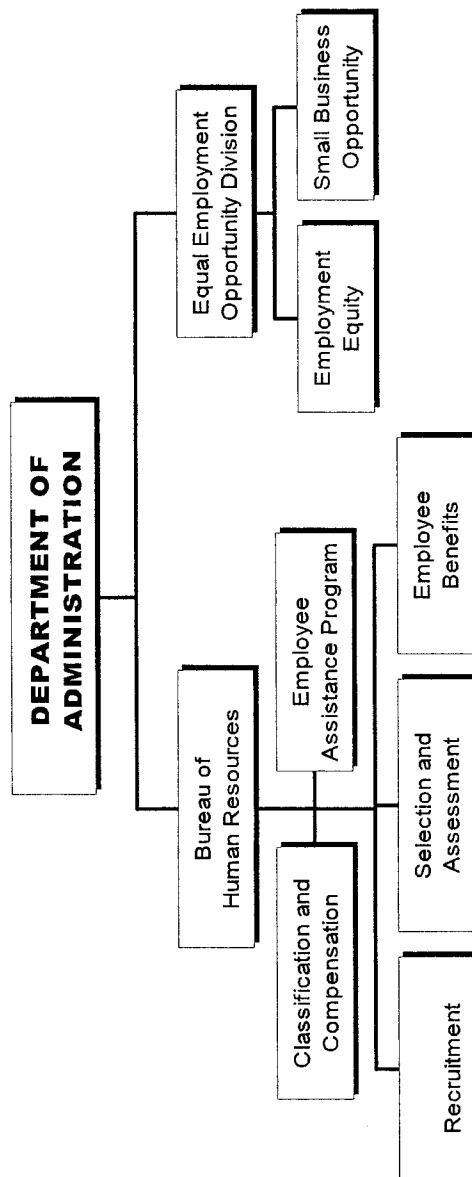 DEPARTMENT OF
ADMINISTRATION
Bureau of
Human Resources
Equal Employment
Opportunity Division
Classification and
Compensation
Employee
Assistance Program
Employment
Equity
Small Business
Opportunity
Recruitment
Selection and
Assessment
Employee
Benefits